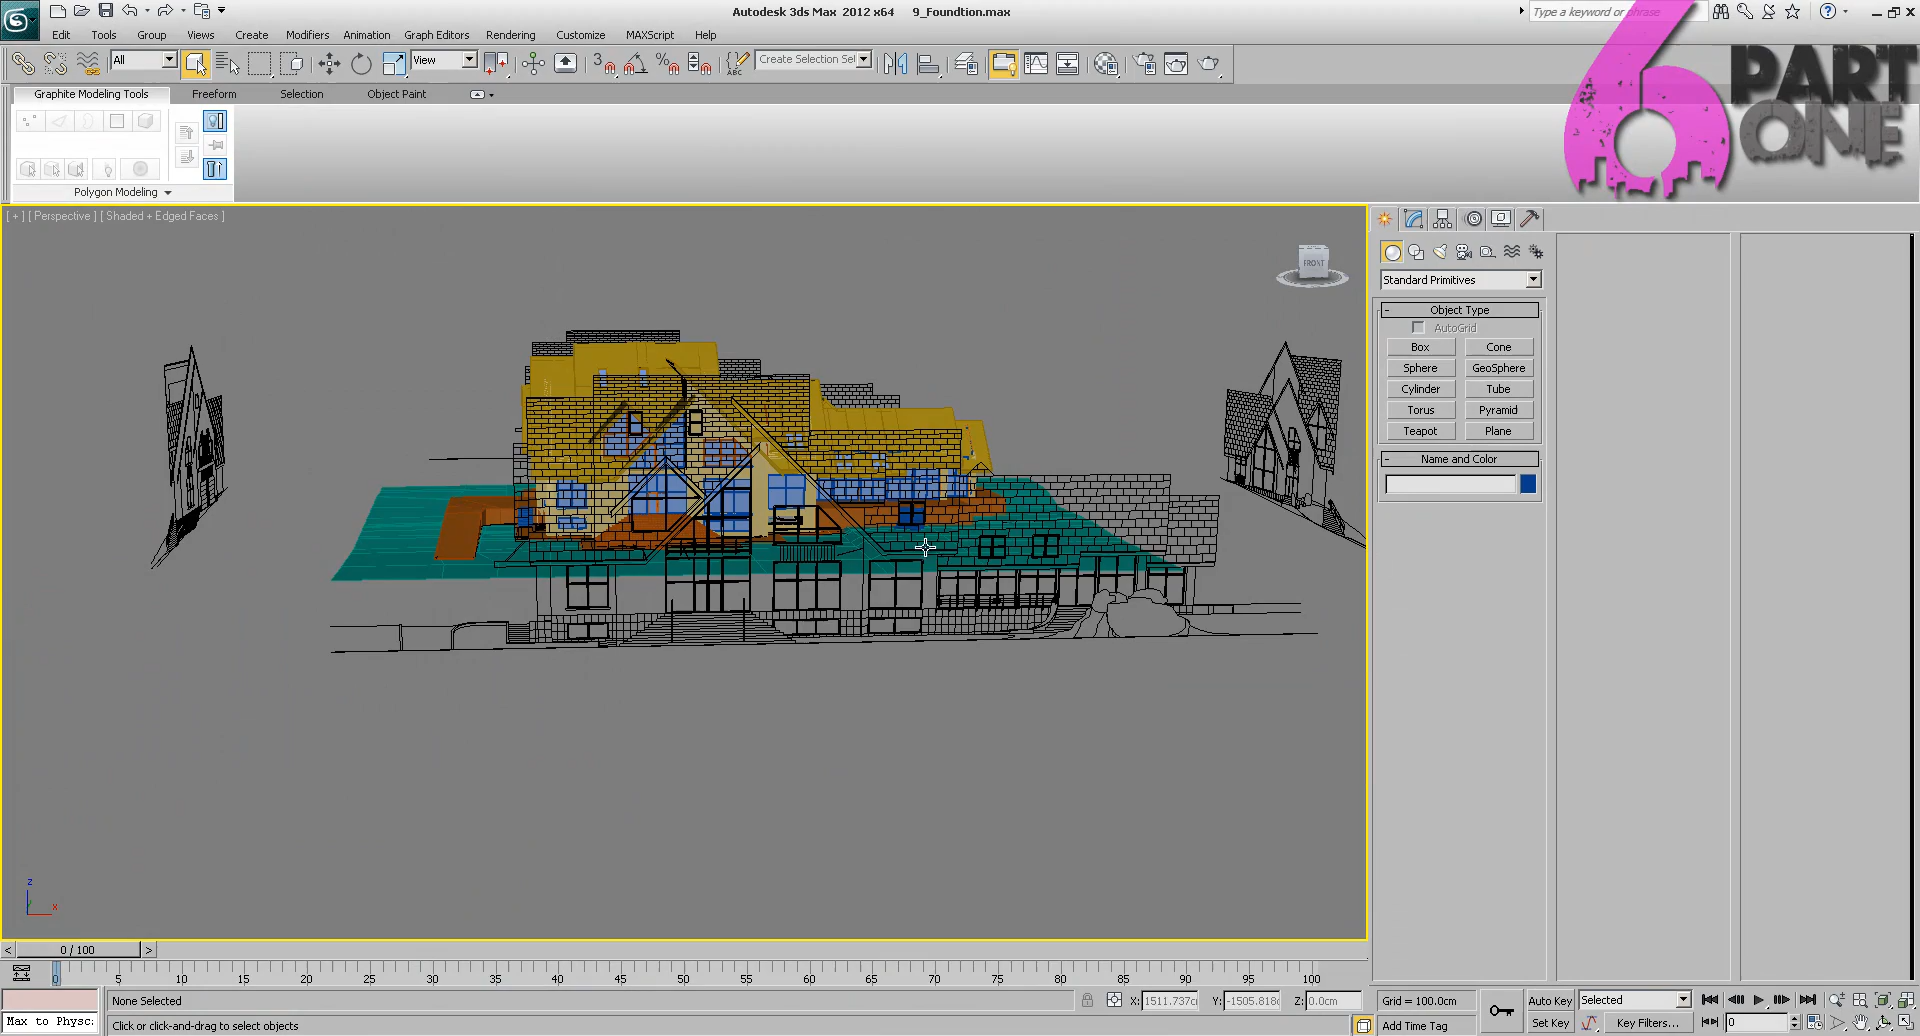 Autodesk 3ds Max 2012 x64 9_Foundtion.max
Type a keyword or phrase
Edit Tools Group Views Create Modifiers Animation Graph Editors Rendering Customize MAXScript Help
6 PART ONE
All
View
3
ABC
Create Selection Sel
Graphite Modeling Tools Freeform Selection Object Paint
Polygon Modeling
[ + ] [ Perspective ] [ Shaded + Edged Faces ]
FRONT
Standard Primitives
- Object Type
AutoGrid
Box Cone
Sphere GeoSphere
Cylinder Tube
Torus Pyramid
Teapot Plane
- Name and Color
z
y
x
< 0 / 100 >
0 5 10 15 20 25 30 35 40 45 50 55 60 65 70 75 80 85 90 95 100
None Selected X: 1511.737c Y: -1505.818c Z: 0.0cm Grid = 100.0cm Auto Key Selected
Max to Physc: Click or click-and-drag to select objects Add Time Tag Set Key Key Filters... 0